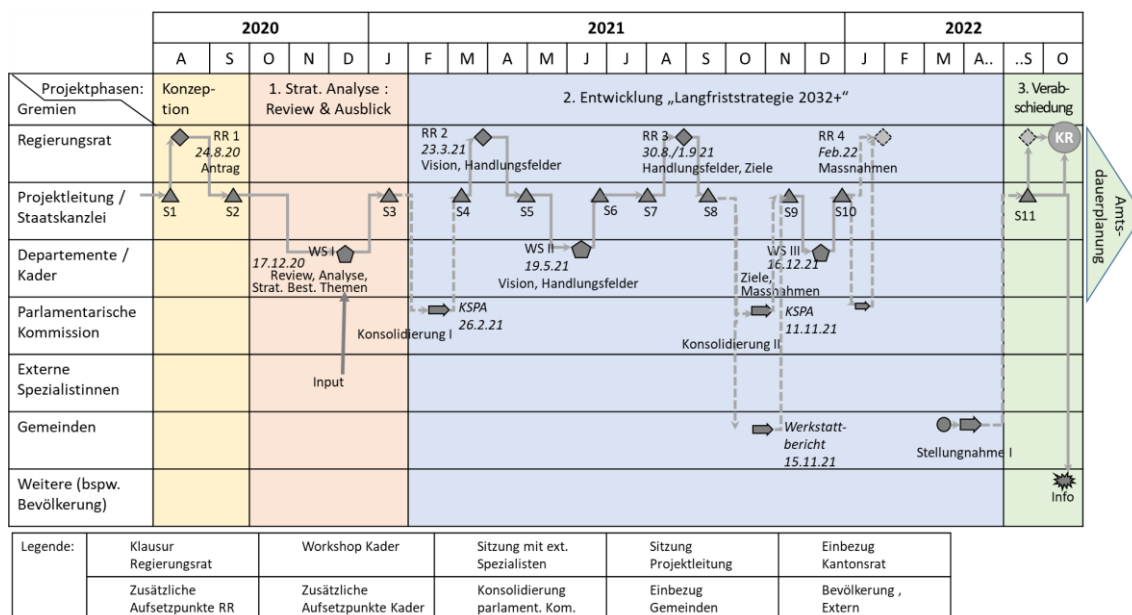 2020 2021 2022
A S O N D J F M A M J J A S O N D J F M A.. ..S O
Projektphasen:
Gremien
Konzep-
tion
1. Strat. Analyse :
Review & Ausblick
2. Entwicklung „Langfriststrategie 2032+“
3. Verab-
schiedung
Regierungsrat
RR 1
24.8.20
Antrag
RR 2
23.3.21
Vision, Handlungsfelder
RR 3
30.8./1.9.21
Handlungsfelder, Ziele
RR 4
Feb.22
Massnahmen
KR
Projektleitung /
Staatskanzlei
S1 S2 S3 S4 S5 S6 S7 S8 S9 S10 S11
Amts-
dauerplanung
Departemente /
Kader
WS I
17.12.20
Review, Analyse,
Strat. Best. Themen
WS II
19.5.21
Vision, Handlungsfelder
WS III
16.12.21
Ziele,
Massnahmen
Parlamentarische
Kommission
KSPA
26.2.21
Konsolidierung I
KSPA
11.11.21
Konsolidierung II
Externe
Spezialistinnen
Input
Gemeinden
Werkstatt-
bericht
15.11.21
Stellungnahme I
Weitere (bspw.
Bevölkerung)
Info
Legende:
Klausur
Regierungsrat
Workshop Kader
Sitzung mit ext.
Spezialisten
Sitzung
Projektleitung
Einbezug
Kantonsrat
Zusätzliche
Aufsetzpunkte RR
Zusätzliche
Aufsetzpunkte Kader
Konsolidierung
parlament. Kom.
Einbezug
Gemeinden
Bevölkerung ,
Extern